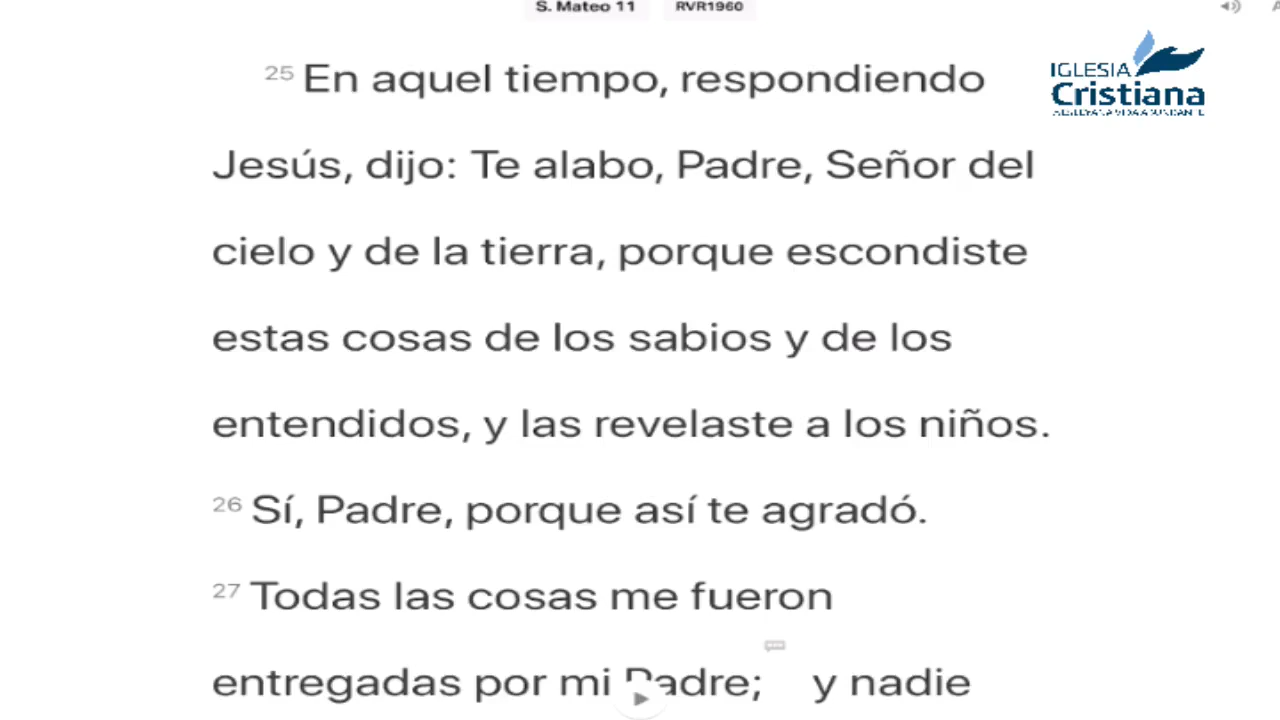 S. Mateo 11 RVR1960
25 En aquel tiempo, respondiendo
Jesús, dijo: Te alabo, Padre, Señor del
cielo y de la tierra, porque escondiste
estas cosas de los sabios y de los
entendidos, y las revelaste a los niños.
26 Sí, Padre, porque así te agradó.
27 Todas las cosas me fueron
entregadas por mi Padre; y nadie
IGLESIA
Cristiana